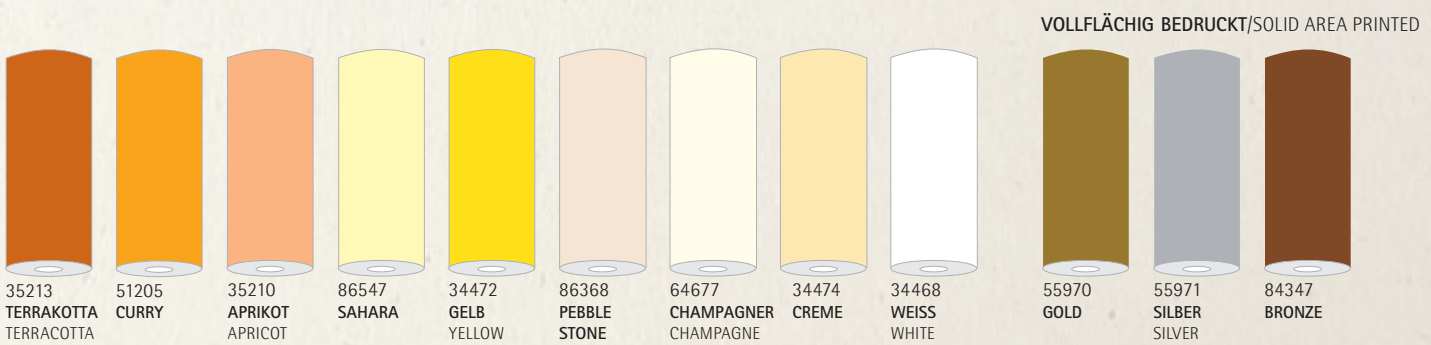 VOLLFLÄCHIG BEDRUCKT/SOLID AREA PRINTED
35213
TERRAKOTTA
TERRACOTTA
51205
CURRY
35210
APRIKOT
APRICOT
86547
SAHARA
34472
GELB
YELLOW
86368
PEBBLE
STONE
64677
CHAMPAGNER
CHAMPAGNE
34474
CREME
34468
WEISS
WHITE
55970
GOLD
55971
SILBER
SILVER
84347
BRONZE